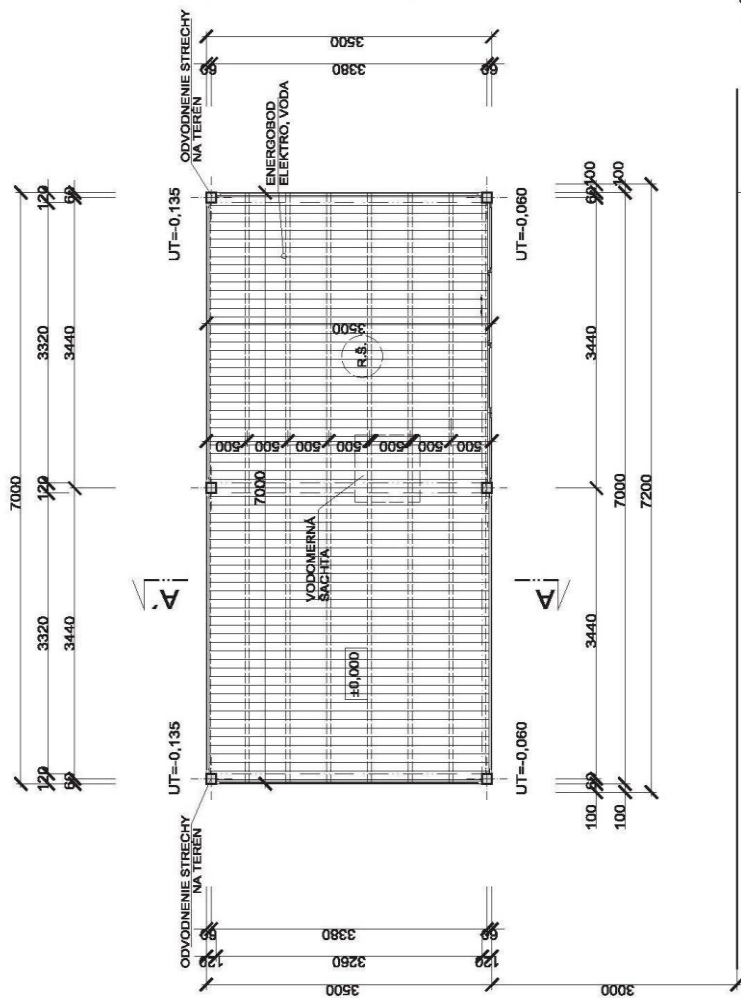 7000
120 3320 120 3320 120
60 3440 3440 60
ODVODNENIE STRECHY
NA TERÉN
ODVODNENIE STRECHY
NA TERÉN
A´
A´
UT=-0,135
UT=-0,135
ENERGOBOD
ELEKTRO, VODA
3500
3380
60
60
7000
500
500
500
500
500
500
500
3500
R.Š.
VODOMERNÁ
ŠACHTA
±0,000
60
3380
60
120
3260
120
3500
3000
UT=-0,060
UT=-0,060
A
100 60 3440 3440 60 100
100 7000 100
7200